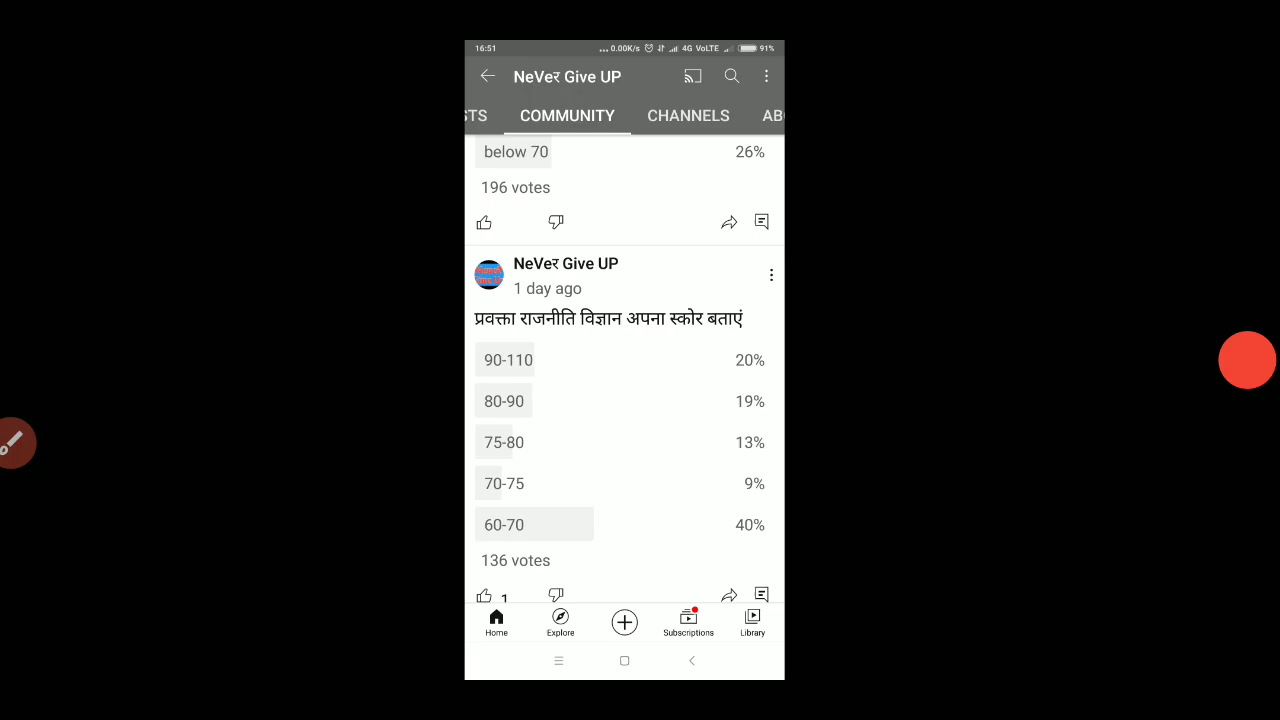 16:51 ... 0.00K/s 4G VoLTE 91%
NeVeर Give UP
STS COMMUNITY CHANNELS AB
below 70 26%
196 votes
NeVeर Give UP
1 day ago
प्रवक्ता राजनीति विज्ञान अपना स्कोर बताएं
90-110 20%
80-90 19%
75-80 13%
70-75 9%
60-70 40%
136 votes
1
Home Explore Subscriptions Library